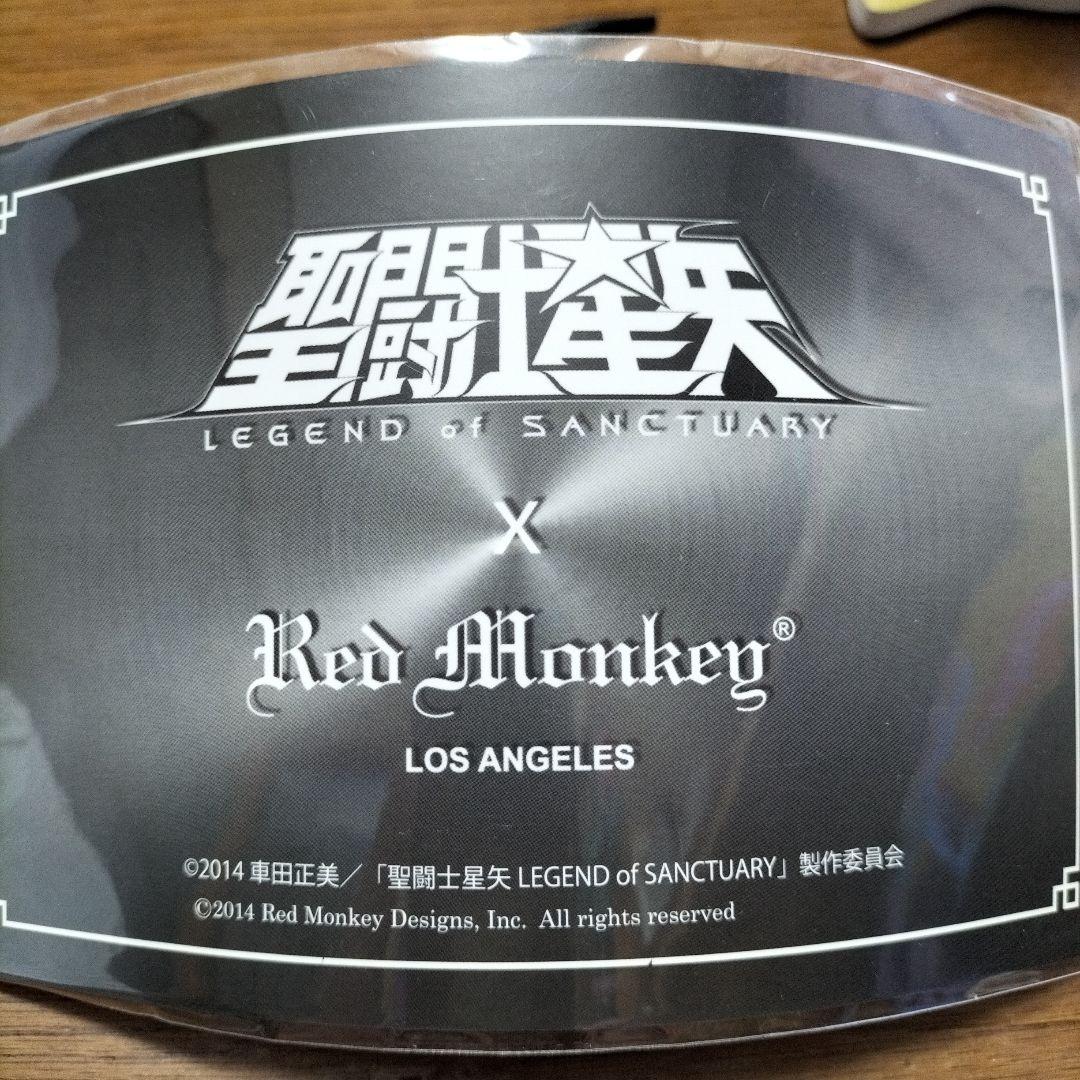 聖闘士星矢
LEGEND of SANCTUARY
X
Red Monkey®
LOS ANGELES
©2014 車田正美／「聖闘士星矢 LEGEND of SANCTUARY」製作委員会
©2014 Red Monkey Designs, Inc. All rights reserved